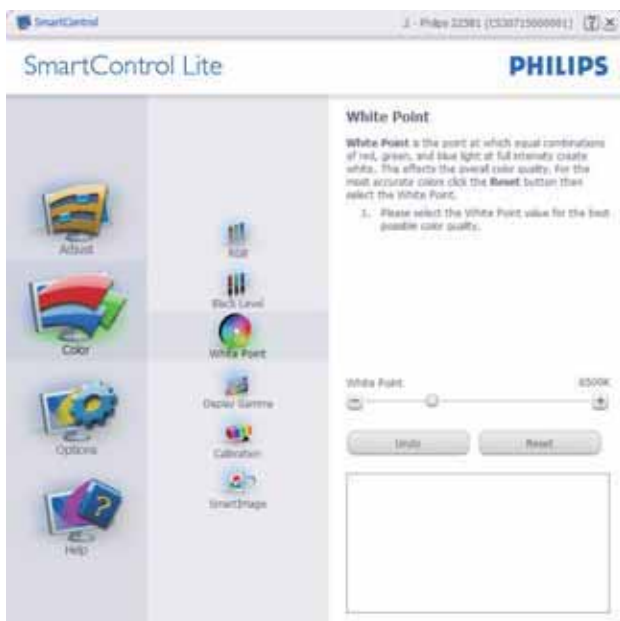 SmartControl
SmartControl Lite
PHILIPS
White Point
White Point is the point at which equal combinations
of red, green, and blue light at full intensity create
white. The effects the overall color quality. For the
most accurate colors click the Reset button then
select the White Point.
1. Please select the White Point value for the best
possible color quality.
Adjust
Color
Options
Help
RGB
Black Level
White Point
Display Gamma
Calibration
SmartImage
White Point
6500K
Undo
Reset